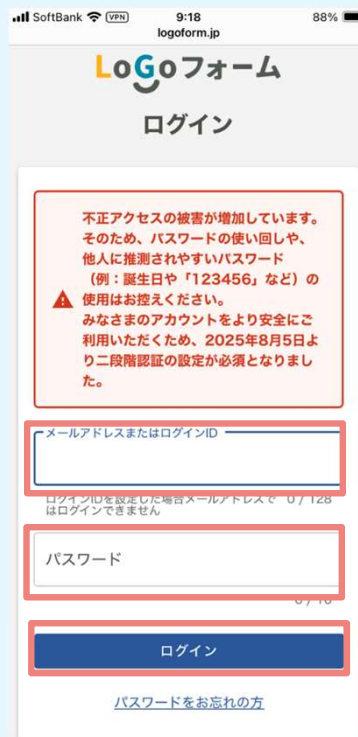 SoftBank VPN 9:18 88%
logoform.jp
LoGoフォーム
ログイン
不正アクセスの被害が増加しています。
そのため、パスワードの使い回しや、
他人に推測されやすいパスワード
（例：誕生日や「123456」など）の
使用はお控えください。
みなさまのアカウントをより安全にご
利用いただくため、2025年8月5日よ
り二段階認証の設定が必須となりまし
た。
メールアドレスまたはログインID
ログインIDを設定した場合メールアドレスで 0 / 128
はログインできません
パスワード
ログイン
パスワードをお忘れの方